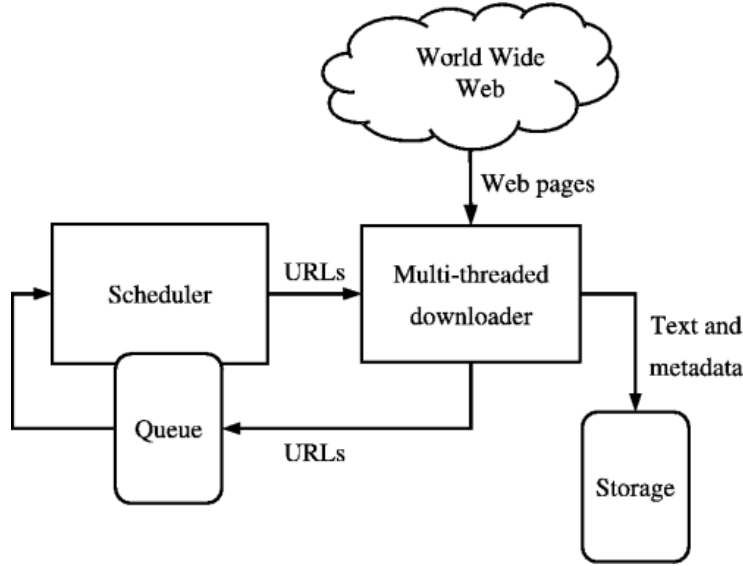 World Wide
Web
Web pages
Scheduler
URLs
Multi-threaded
downloader
Text and
metadata
Queue
URLs
Storage